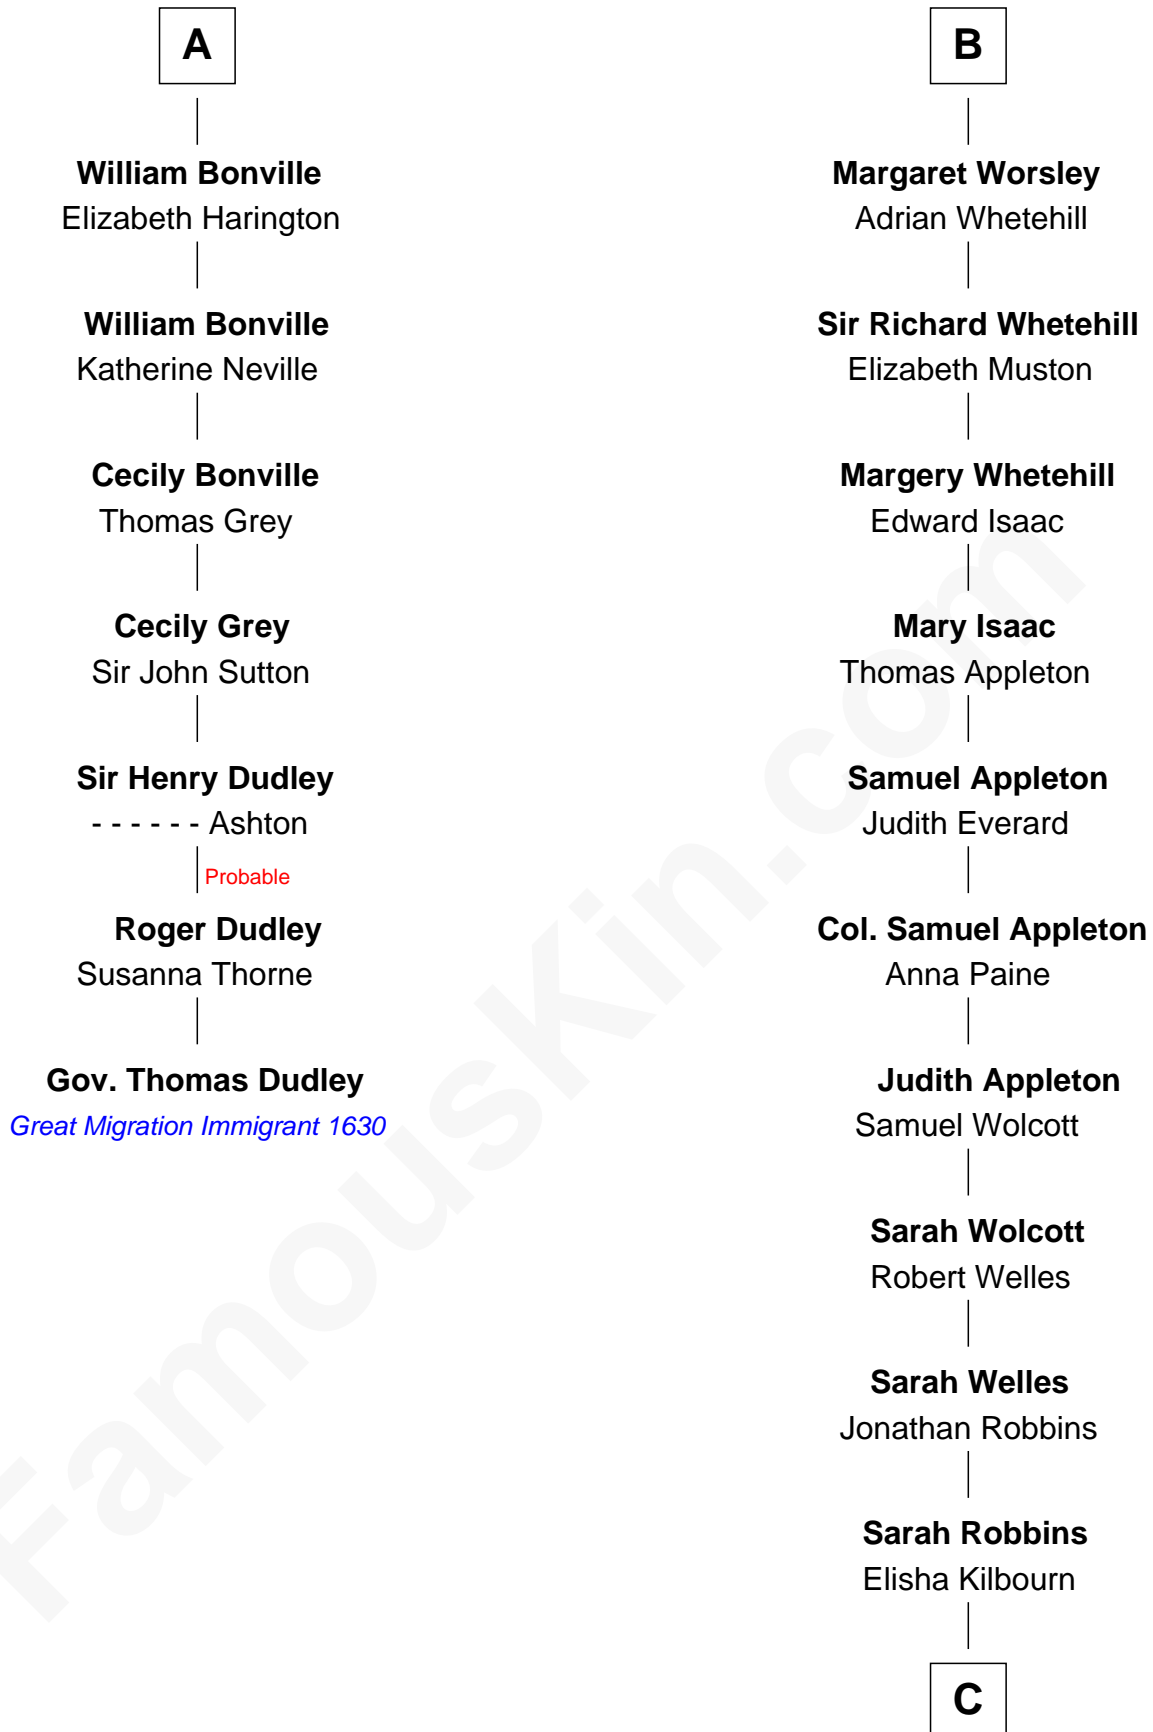 A
William Bonville
Elizabeth Harington
William Bonville
Katherine Neville
Cecily Bonville
Thomas Grey
Cecily Grey
Sir John Sutton
Sir Henry Dudley
- - - - - - Ashton
Probable
Roger Dudley
Susanna Thorne
Gov. Thomas Dudley
Great Migration Immigrant 1630
B
Margaret Worsley
Adrian Whetehill
Sir Richard Whetehill
Elizabeth Muston
Margery Whetehill
Edward Isaac
Mary Isaac
Thomas Appleton
Samuel Appleton
Judith Everard
Col. Samuel Appleton
Anna Paine
Judith Appleton
Samuel Wolcott
Sarah Wolcott
Robert Welles
Sarah Welles
Jonathan Robbins
Sarah Robbins
Elisha Kilbourn
C
FamousKin.com